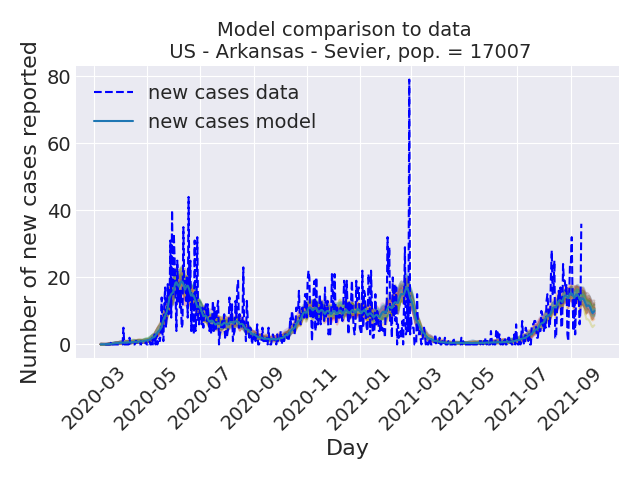 Model comparison to data
US - Arkansas - Sevier, pop. = 17007
Number of new cases reported
80
60
40
20
0
new cases data
new cases model
2020-03
2020-05
2020-07
2020-09
2020-11
2021-01
2021-03
2021-05
2021-07
2021-09
Day